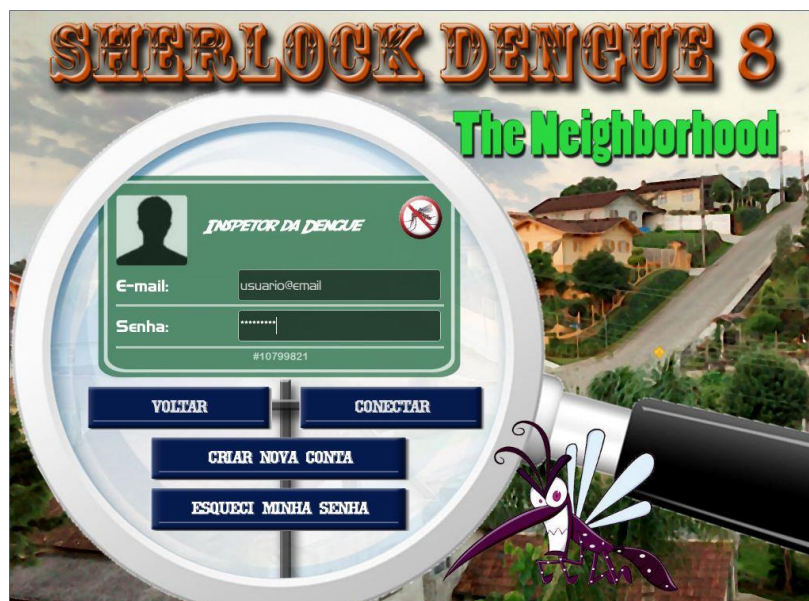 SHERLOCK DENGUE 8
The Neighborhood
INSPETOR DA DENGUE
E-mail:
usuario@email
Senha:
*********
#10799821
VOLTAR
CONECTAR
CRIAR NOVA CONTA
ESQUECI MINHA SENHA